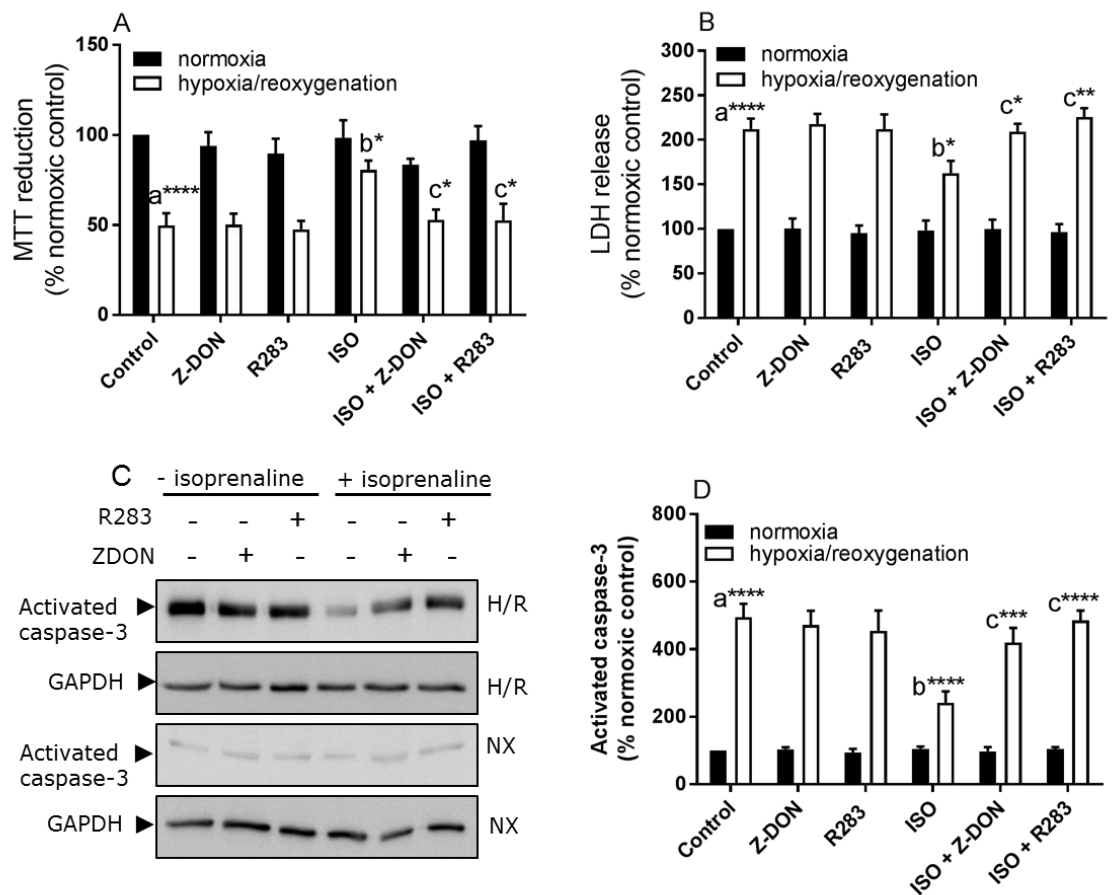 A
MTT reduction
(% normoxic control)
150
100
50
0
normoxia
hypoxia/reoxygenation
a****
b*
c*
c*
Control
Z-DON
R283
ISO
ISO + Z-DON
ISO + R283
B
LDH release
(% normoxic control)
300
250
200
150
100
50
0
normoxia
hypoxia/reoxygenation
a****
b*
c*
c**
Control
Z-DON
R283
ISO
ISO + Z-DON
ISO + R283
C
- isoprenaline + isoprenaline
R283 - - + - - +
ZDON - + - - + -
Activated
caspase-3
H/R
GAPDH
H/R
Activated
caspase-3
NX
GAPDH
NX
D
Activated caspase-3
(% normoxic control)
800
600
400
200
0
normoxia
hypoxia/reoxygenation
a****
b****
c***
c****
Control
Z-DON
R283
ISO
ISO + Z-DON
ISO + R283